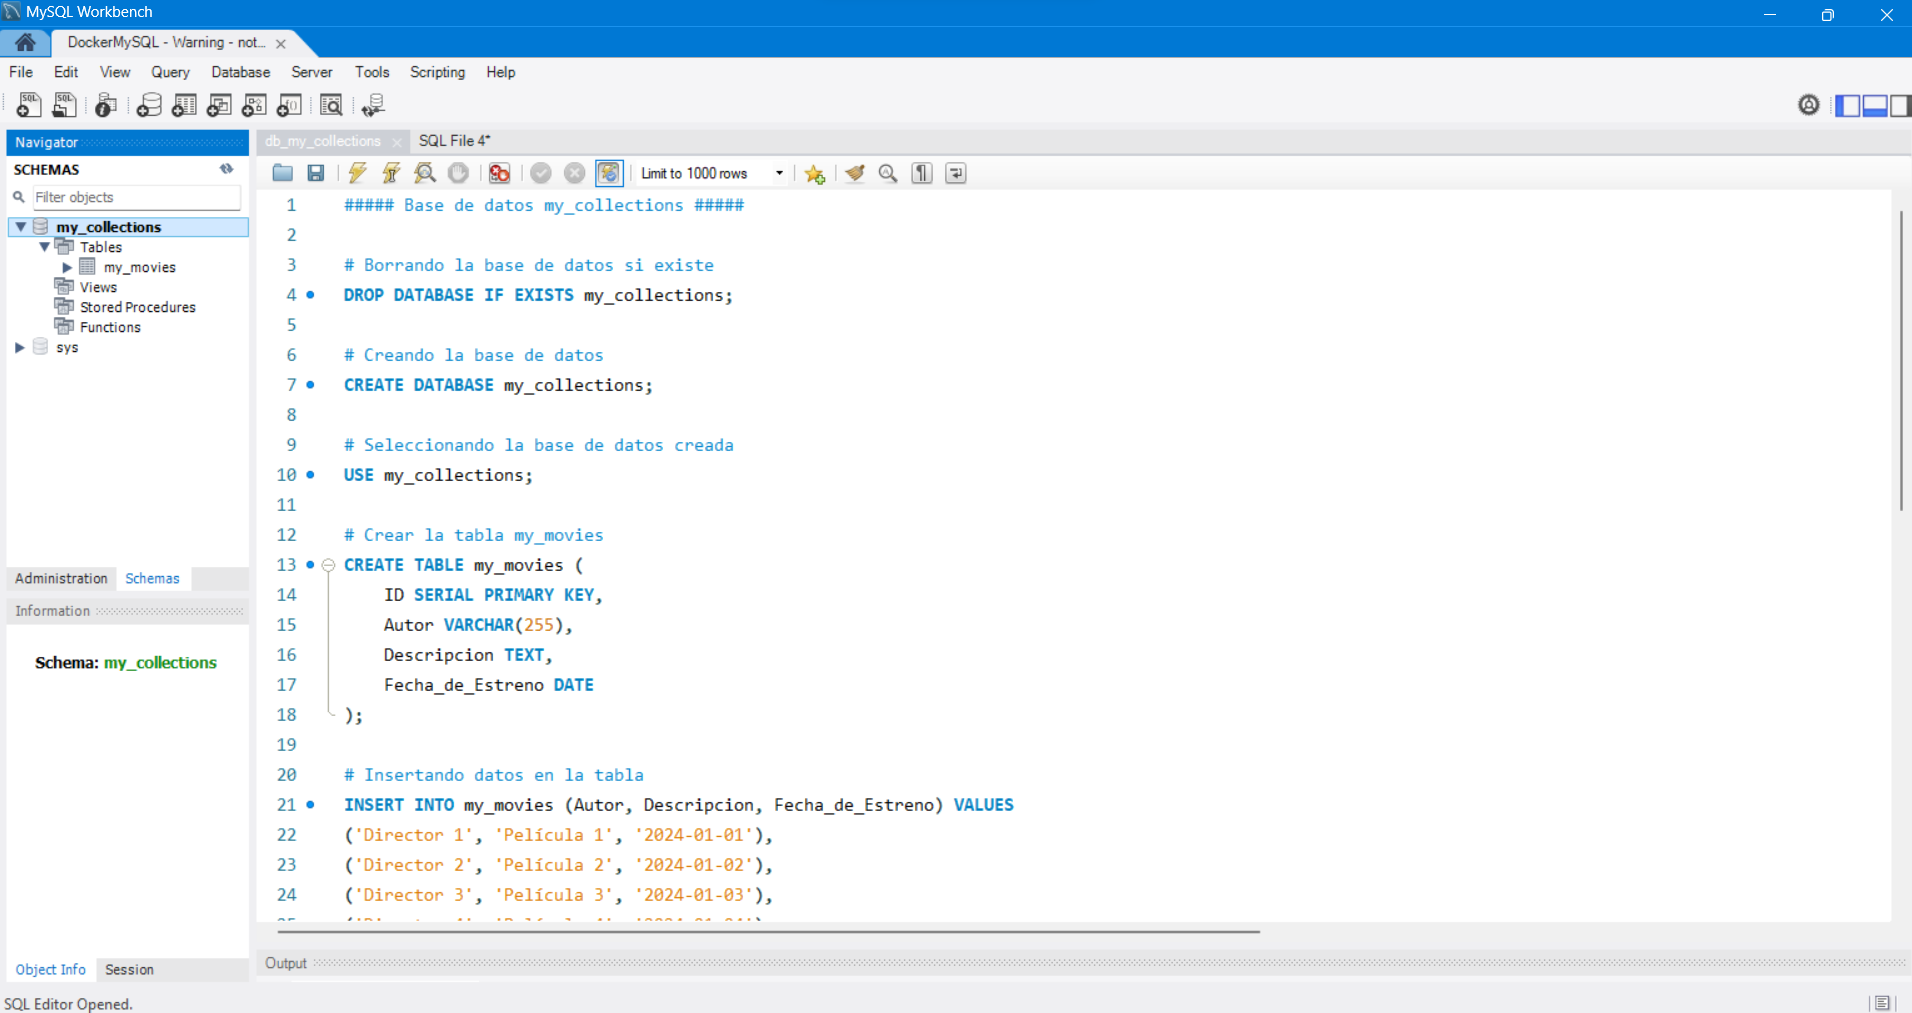 MySQL Workbench
DockerMySQL - Warning - not...
File Edit View Query Database Server Tools Scripting Help
Navigator
SCHEMAS
Filter objects
my_collections
Tables
my_movies
Views
Stored Procedures
Functions
sys
Administration Schemas
Information
Schema: my_collections
Object Info Session
db_my_collections SQL File 4*
Limit to 1000 rows
1 ##### Base de datos my_collections #####
2
3 # Borrando la base de datos si existe
4 DROP DATABASE IF EXISTS my_collections;
5
6 # Creando la base de datos
7 CREATE DATABASE my_collections;
8
9 # Seleccionando la base de datos creada
10 USE my_collections;
11
12 # Crear la tabla my_movies
13 CREATE TABLE my_movies (
14 ID SERIAL PRIMARY KEY,
15 Autor VARCHAR(255),
16 Descripcion TEXT,
17 Fecha_de_Estreno DATE
18 );
19
20 # Insertando datos en la tabla
21 INSERT INTO my_movies (Autor, Descripcion, Fecha_de_Estreno) VALUES
22 ('Director 1', 'Película 1', '2024-01-01'),
23 ('Director 2', 'Película 2', '2024-01-02'),
24 ('Director 3', 'Película 3', '2024-01-03'),
Output
SQL Editor Opened.